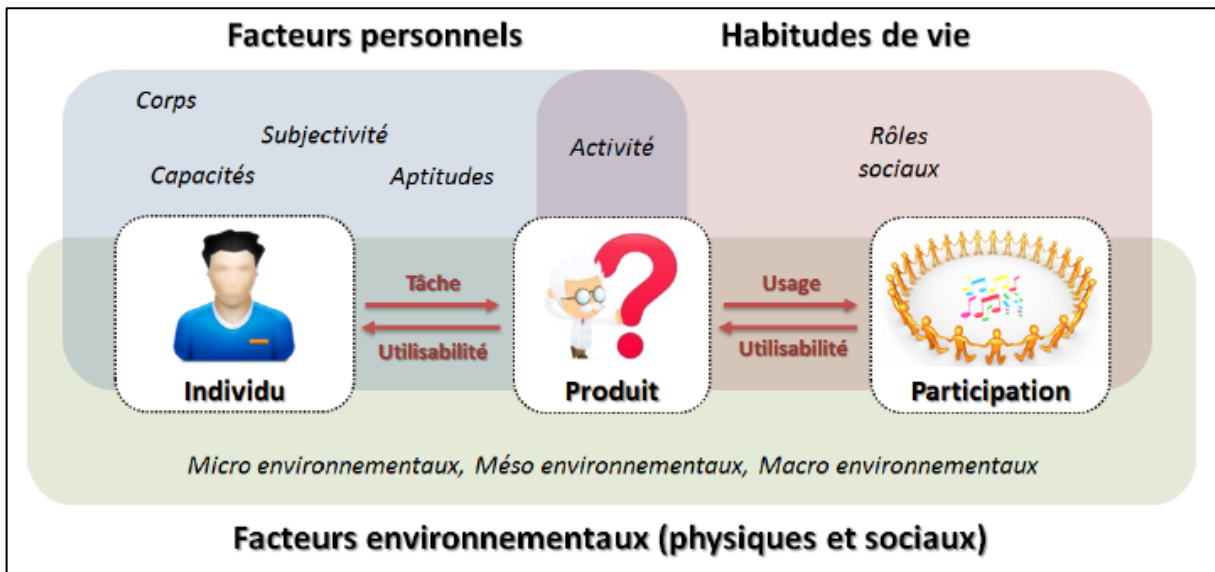 Facteurs personnels
Habitudes de vie
Corps
Subjectivité
Capacités
Aptitudes
Activité
Rôles
sociaux
Tâche
Utilisabilité
Usage
Utilisabilité
Individu
Produit
Participation
Micro environnementaux, Méso environnementaux, Macro environnementaux
Facteurs environnementaux (physiques et sociaux)